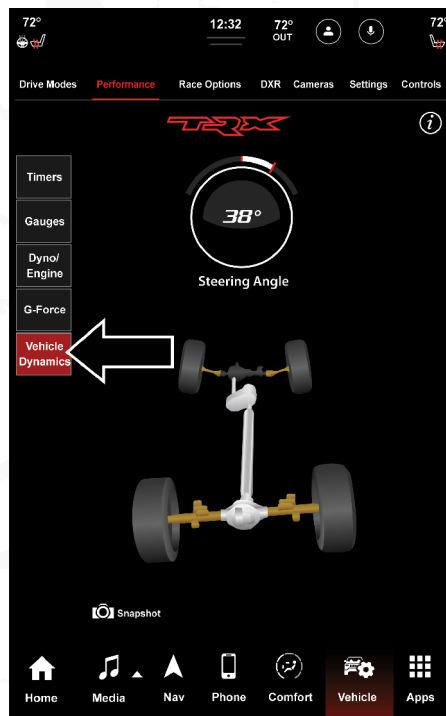 72°
12:32
72°
OUT
72°
Drive Modes Performance Race Options DXR Cameras Settings Controls
TRX
i
Timers
Gauges
Dyno/
Engine
G-Force
Vehicle
Dynamics
38°
Steering Angle
Snapshot
Home Media Nav Phone Comfort Vehicle Apps